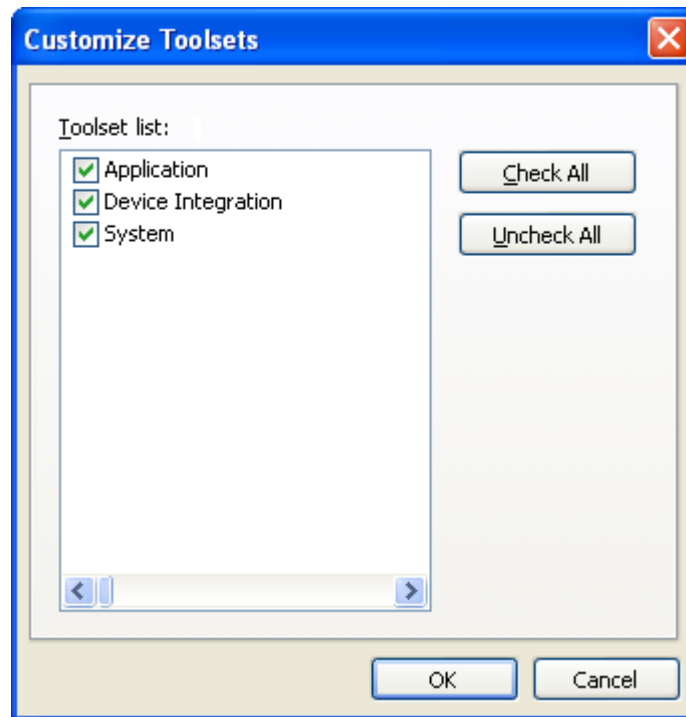 Customize Toolsets
Toolset list:
Application
Device Integration
System
Check All
Uncheck All
OK
Cancel